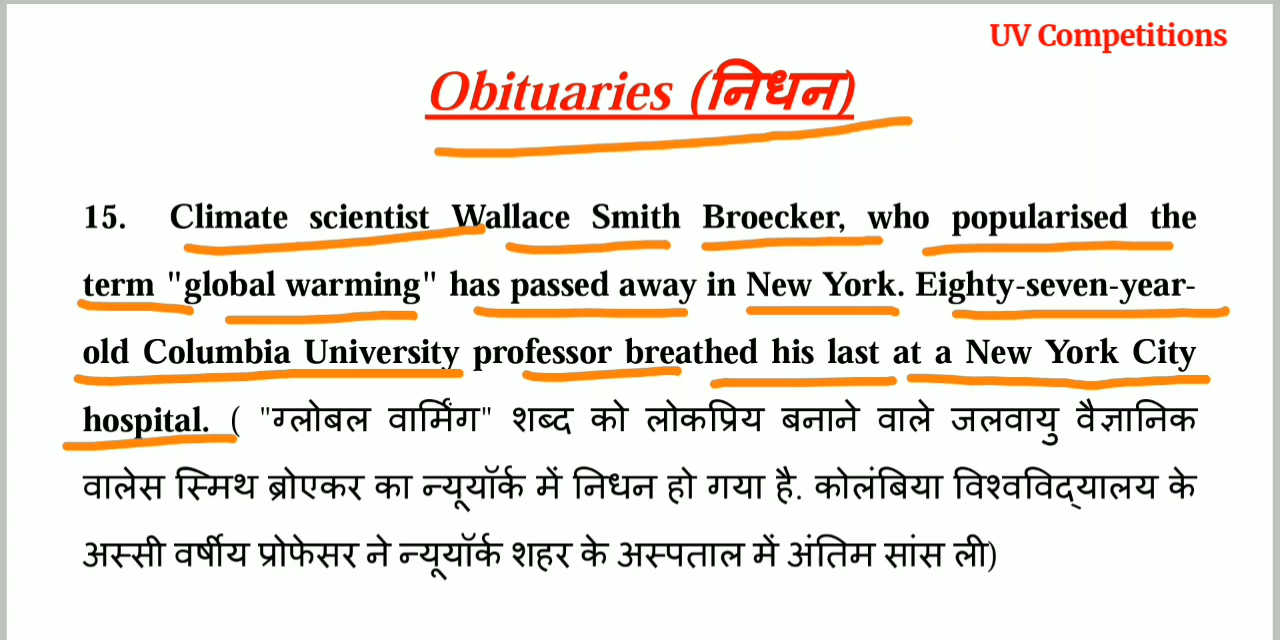 UV Competitions
Obituaries (निधन)
15. Climate scientist Wallace Smith Broecker, who popularised the
term "global warming" has passed away in New York. Eighty-seven-year-
old Columbia University professor breathed his last at a New York City
hospital. ( "ग्लोबल वार्मिंग" शब्द को लोकप्रिय बनाने वाले जलवायु वैज्ञानिक
वालेस स्मिथ ब्रोएकर का न्यूयॉर्क में निधन हो गया है. कोलंबिया विश्वविद्यालय के
अस्सी वर्षीय प्रोफेसर ने न्यूयॉर्क शहर के अस्पताल में अंतिम सांस ली)